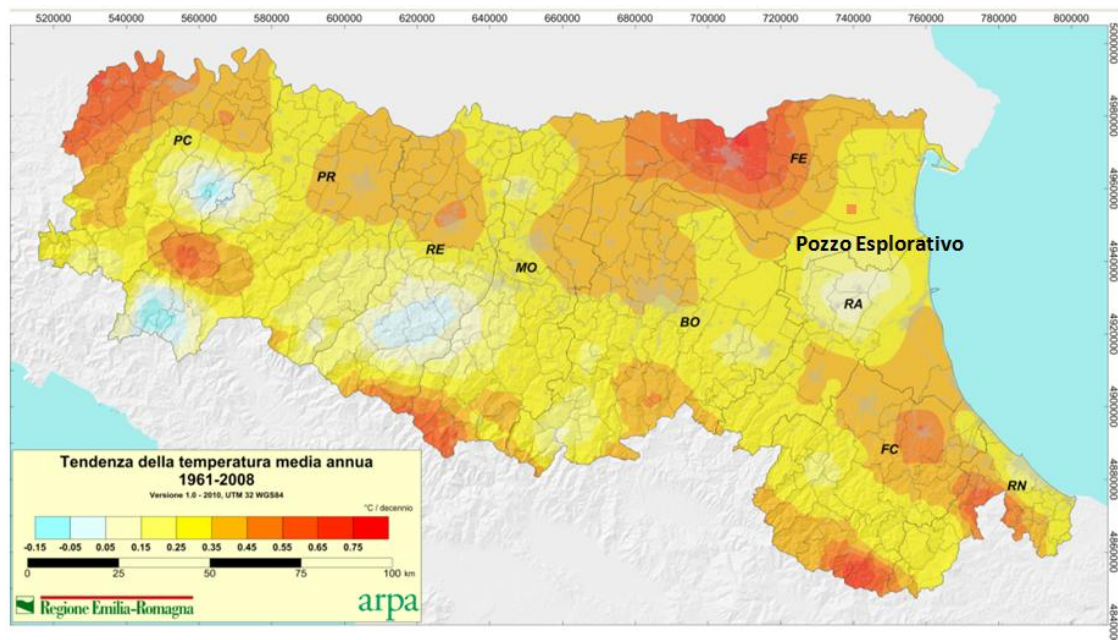 520000 540000 560000 580000 600000 620000 640000 660000 680000 700000 720000 740000 760000 780000 800000
5000000
4980000
4960000
4940000
4920000
4900000
4880000
4860000
PC
FE
PR
Pozzo Esplorativo
RE
MO
RA
BO
FC
RN
Tendenza della temperatura media annua
1961-2008
Versione 1.0 - 2010, UTM 32 WGS84
°C / decennio
-0.15 -0.05 0.05 0.15 0.25 0.35 0.45 0.55 0.65 0.75
0 25 50 75 100 km
Regione Emilia-Romagna
arpa